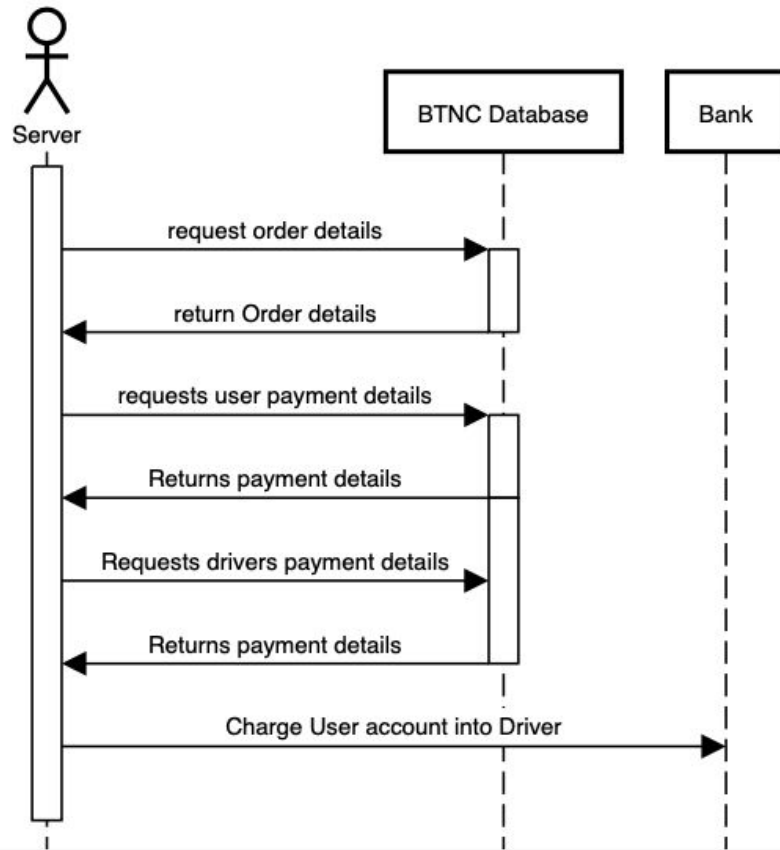 Server
BTNC Database
Bank
request order details
return Order details
requests user payment details
Returns payment details
Requests drivers payment details
Returns payment details
Charge User account into Driver